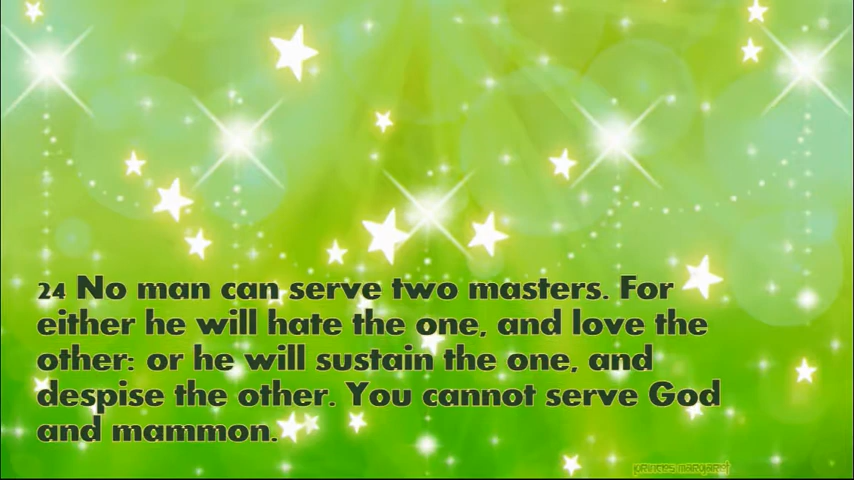 24 No man can serve two masters. For
either he will hate the one, and love the
other: or he will sustain the one, and
despise the other. You cannot serve God
and mammon.